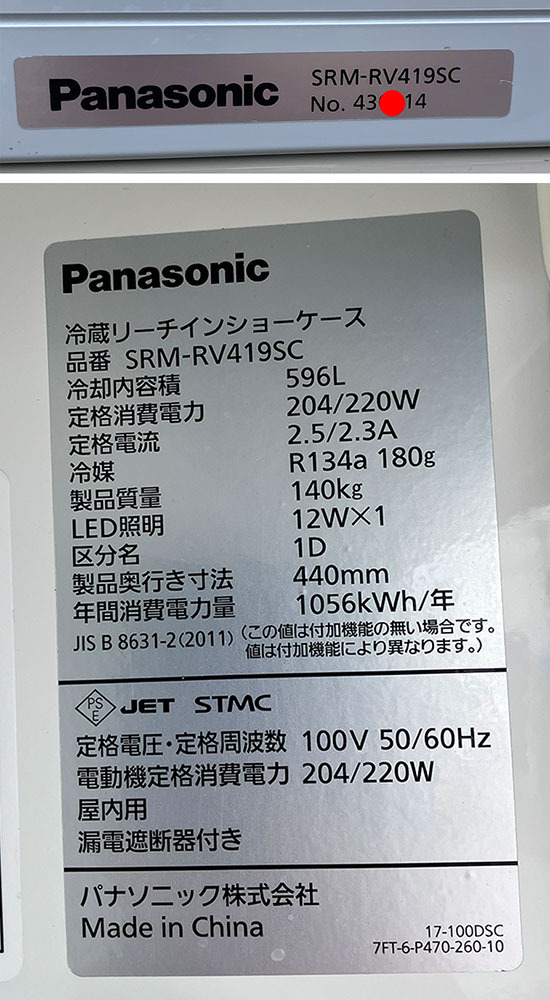 Panasonic
SRM-RV419SC
No. 43 14
Panasonic
冷蔵リーチインショーケース
品番 SRM-RV419SC
冷却内容積 596L
定格消費電力 204/220W
定格電流 2.5/2.3A
冷媒 R134a 180g
製品質量 140kg
LED照明 12W×1
区分名 1D
製品奥行き寸法 440mm
年間消費電力量 1056kWh/年
JIS B 8631-2(2011) (この値は付加機能の無い場合です。
値は付加機能により異なります。)
PS
E
JET STMC
定格電圧・定格周波数 100V 50/60Hz
電動機定格消費電力 204/220W
屋内用
漏電遮断器付き
パナソニック株式会社
Made in China
17-100DSC
7FT-6-P470-260-10